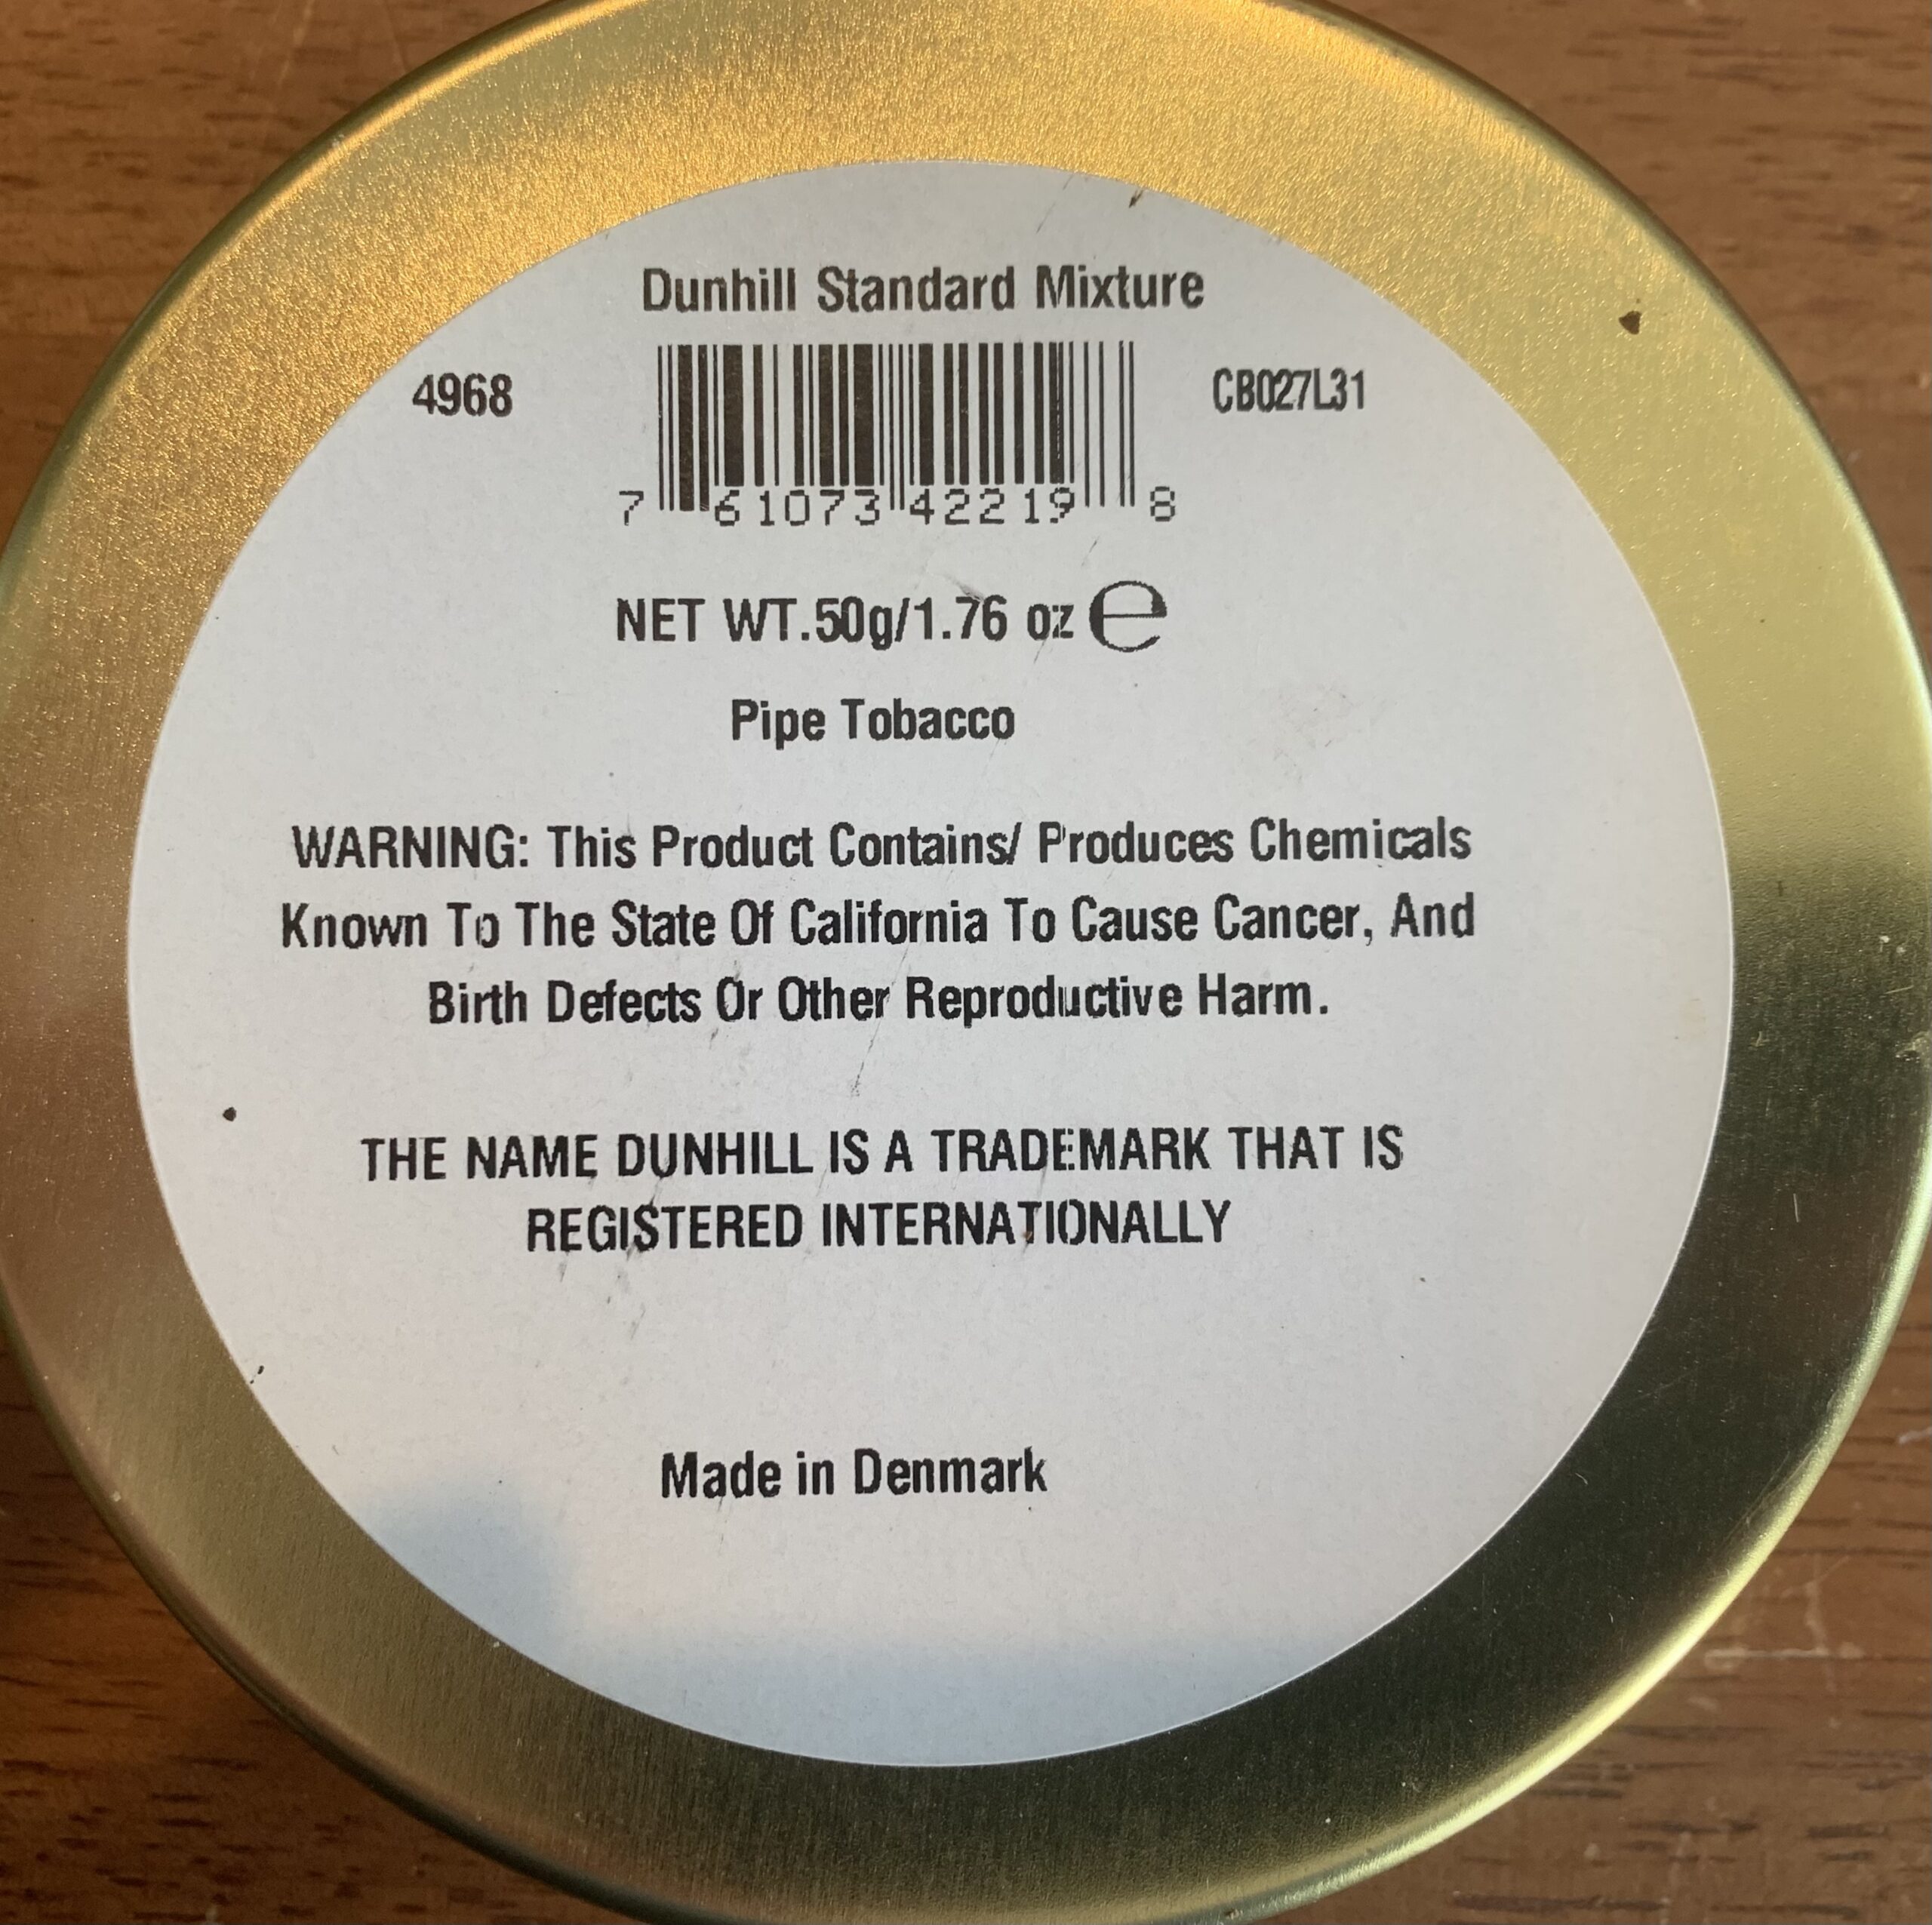 Dunhill Standard Mixture
4968
CB027L31
7 61073 42219 8
NET WT.50g/1.76 oz ℮
Pipe Tobacco
WARNING: This Product Contains/ Produces Chemicals
Known To The State Of California To Cause Cancer, And
Birth Defects Or Other Reproductive Harm.
THE NAME DUNHILL IS A TRADEMARK THAT IS
REGISTERED INTERNATIONALLY
Made in Denmark